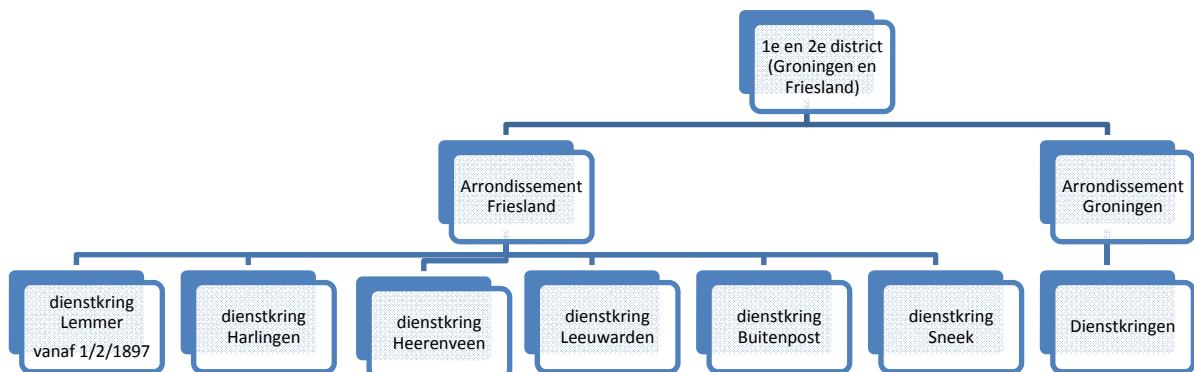 1e en 2e district
(Groningen en
Friesland)
Arrondissement
Friesland
Arrondissement
Groningen
dienstkring
Lemmer
vanaf 1/2/1897
dienstkring
Harlingen
dienstkring
Heerenveen
dienstkring
Leeuwarden
dienstkring
Buitenpost
dienstkring
Sneek
Dienstkringen